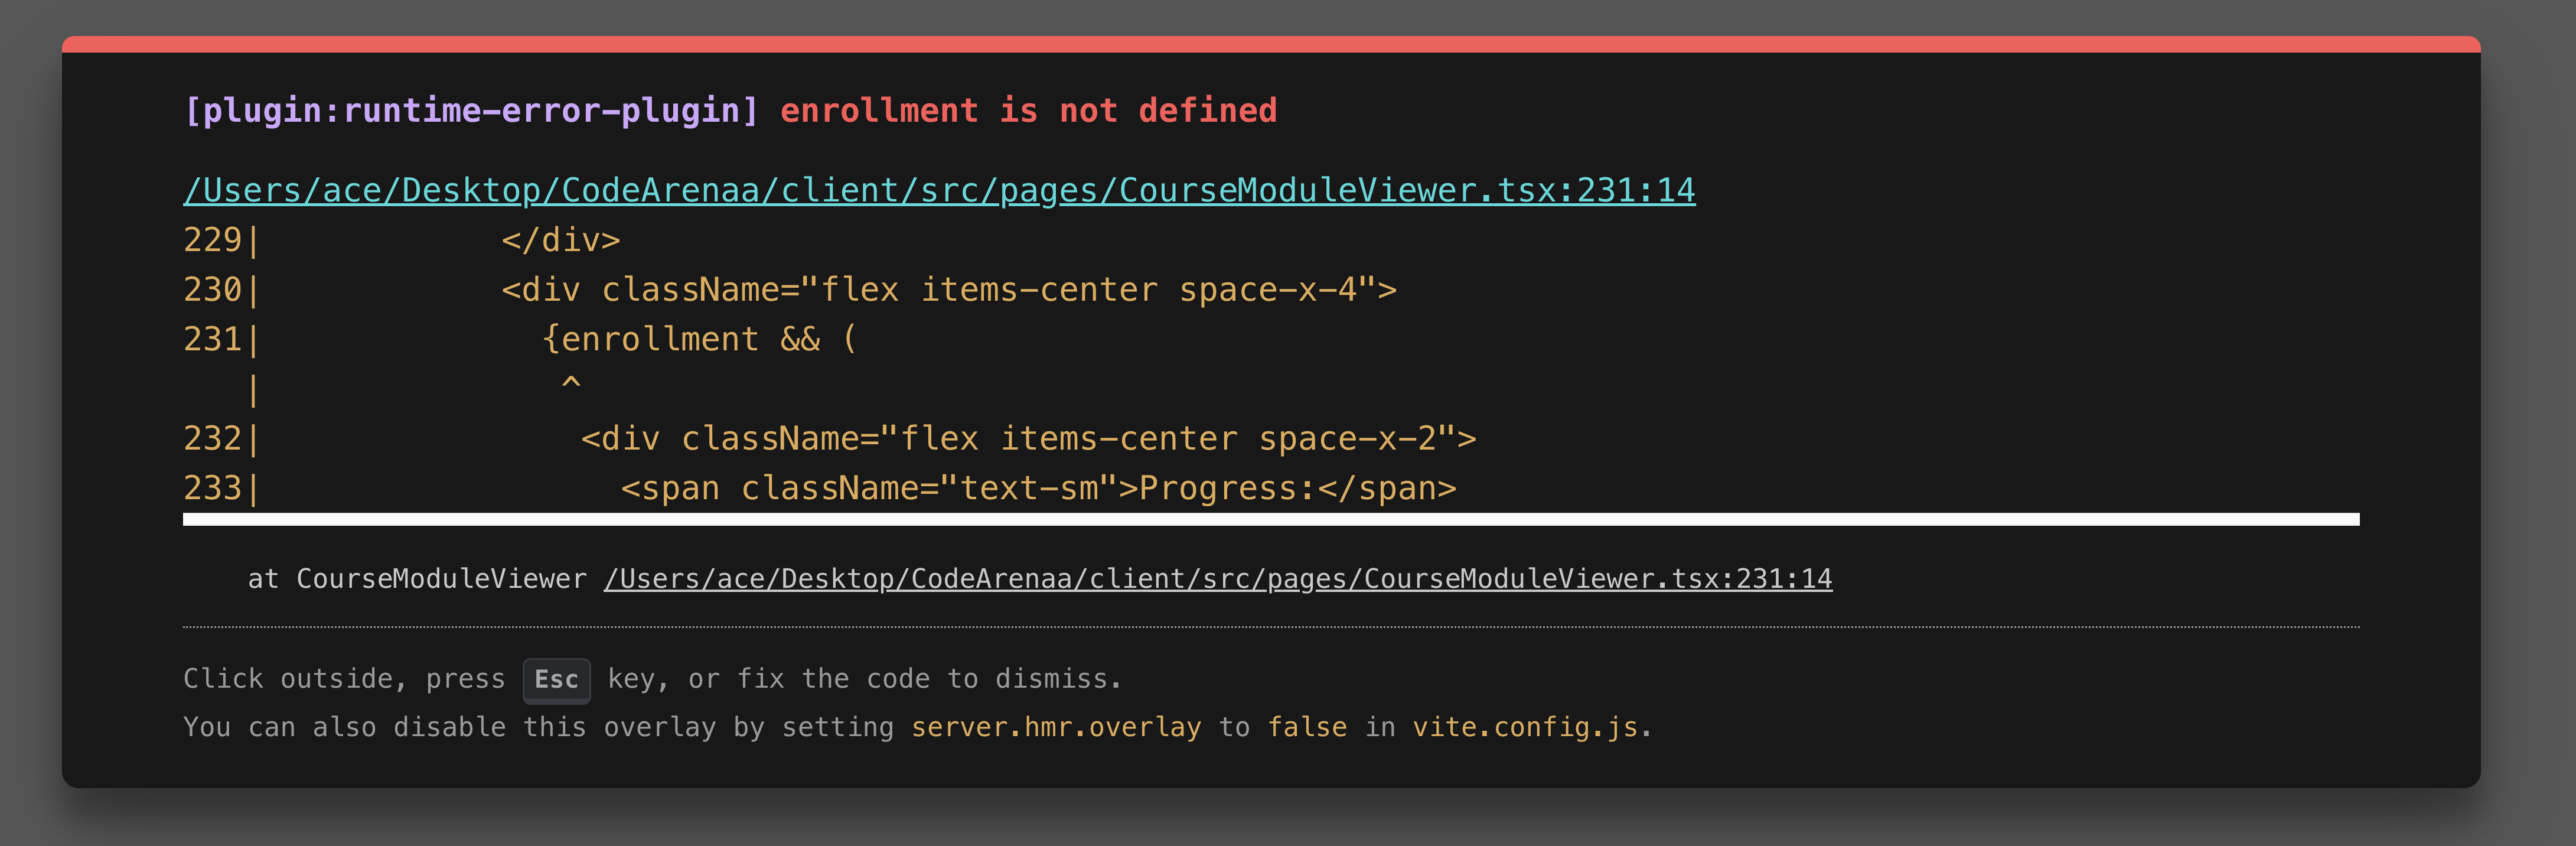 [plugin:runtime-error-plugin] enrollment is not defined
/Users/ace/Desktop/CodeArenaa/client/src/pages/CourseModuleViewer.tsx:231:14
229|            </div>
230|            <div className="flex items-center space-x-4">
231|              {enrollment && (
   |               ^
232|                <div className="flex items-center space-x-2">
233|                  <span className="text-sm">Progress:</span>
at CourseModuleViewer /Users/ace/Desktop/CodeArenaa/client/src/pages/CourseModuleViewer.tsx:231:14
Click outside, press Esc key, or fix the code to dismiss.
You can also disable this overlay by setting server.hmr.overlay to false in vite.config.js.